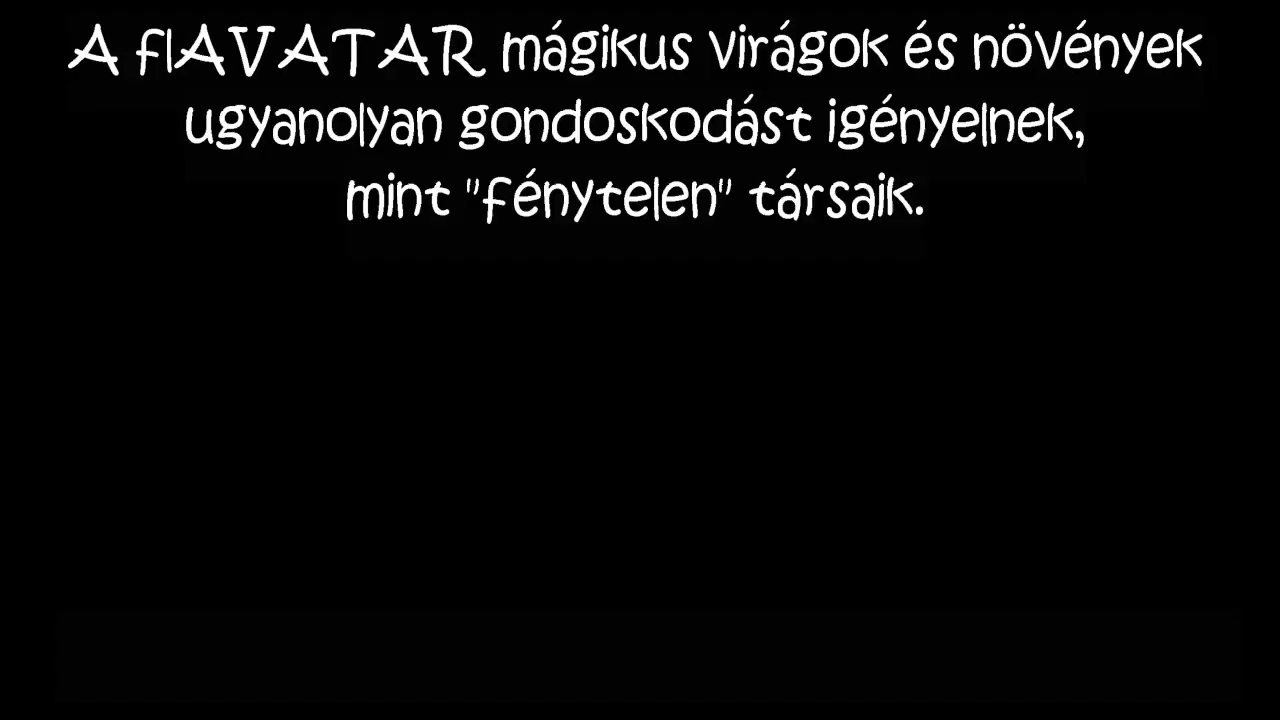 A flAVATAR mágikus virágok és növények
ugyanolyan gondoskodást igényelnek,
mint "fénytelen" társaik.